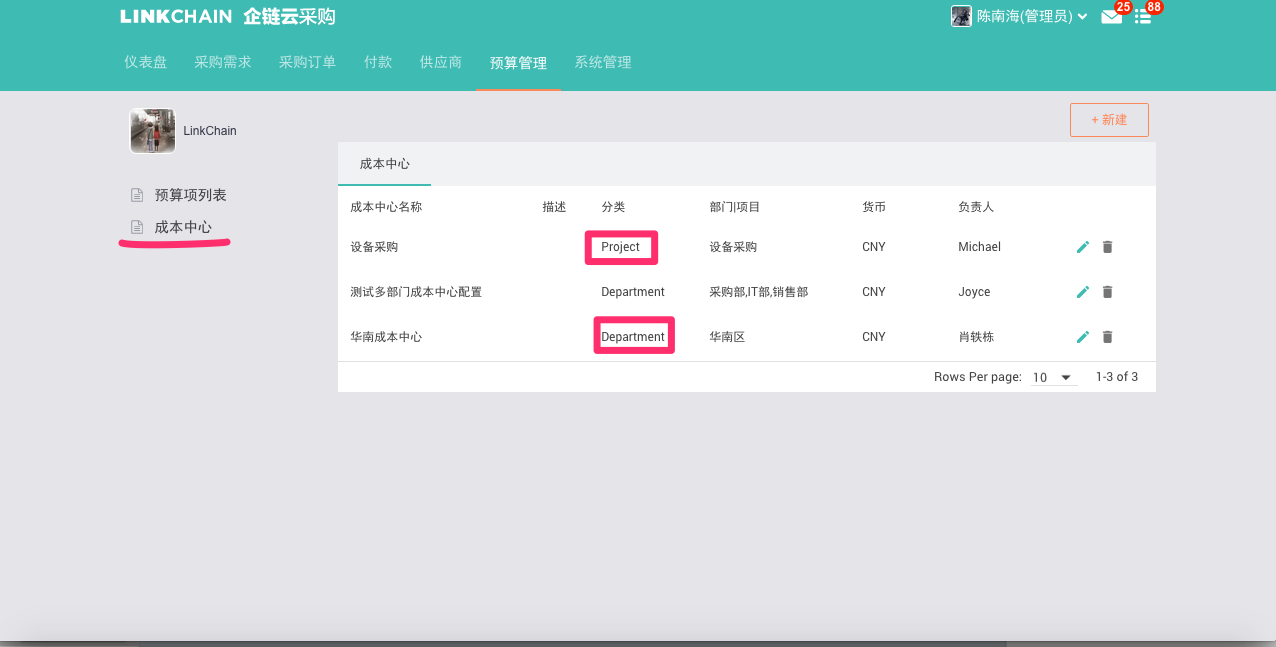 LINKCHAIN 企链云采购
陈南海(管理员) 25 88
仪表盘 采购需求 采购订单 付款 供应商 预算管理 系统管理
LinkChain
+ 新建
预算项列表
成本中心
成本中心
成本中心名称 描述 分类 部门|项目 货币 负责人
设备采购 Project 设备采购 CNY Michael
测试多部门成本中心配置 Department 采购部,IT部,销售部 CNY Joyce
华南成本中心 Department 华南区 CNY 肖轶栋
Rows Per page: 10 1-3 of 3